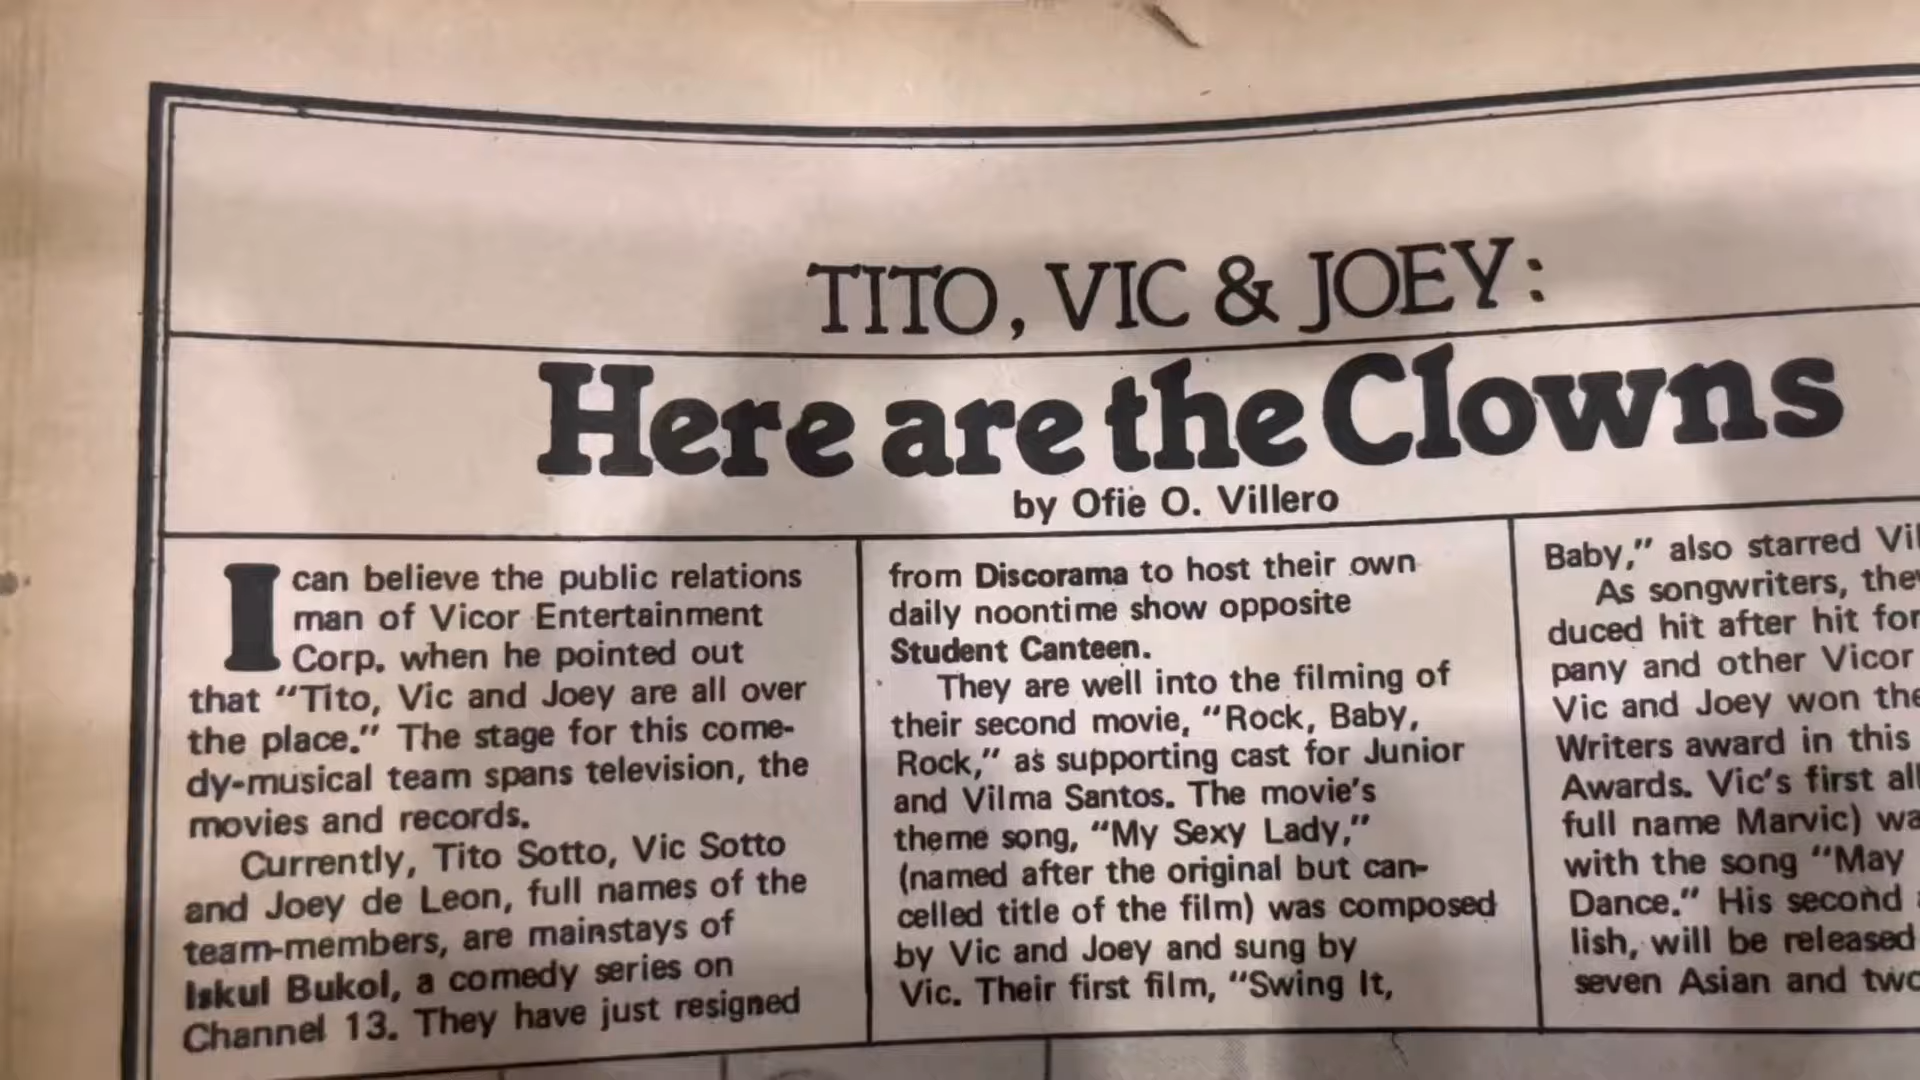 TITO, VIC & JOEY:
Here are the Clowns
by Ofie O. Villero
I can believe the public relations
man of Vicor Entertainment
Corp. when he pointed out
that "Tito, Vic and Joey are all over
the place." The stage for this come-
dy-musical team spans television, the
movies and records.
Currently, Tito Sotto, Vic Sotto
and Joey de Leon, full names of the
team-members, are mainstays of
Iskul Bukol, a comedy series on
Channel 13. They have just resigned
from Discorama to host their own
daily noontime show opposite
Student Canteen.
They are well into the filming of
their second movie, "Rock, Baby,
Rock," as supporting cast for Junior
and Vilma Santos. The movie's
theme song, "My Sexy Lady,"
(named after the original but can-
celled title of the film) was composed
by Vic and Joey and sung by
Vic. Their first film, "Swing It,
Baby," also starred
As songwriters,
duced hit after hit for
pany and other Vicor
Vic and Joey won the
Writers award in this
Awards. Vic's first
full name Marvic)
with the song "May
Dance." His second
lish, will be released
seven Asian and